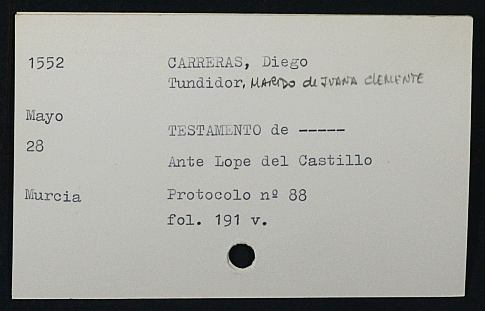 1552 CARRERAS, Diego
Tundidor, MARIDO de JUANA CLEMENTE
Mayo
TESTAMENTO de -----
28
Ante Lope del Castillo
Murcia Protocolo nº 88
fol. 191 v.